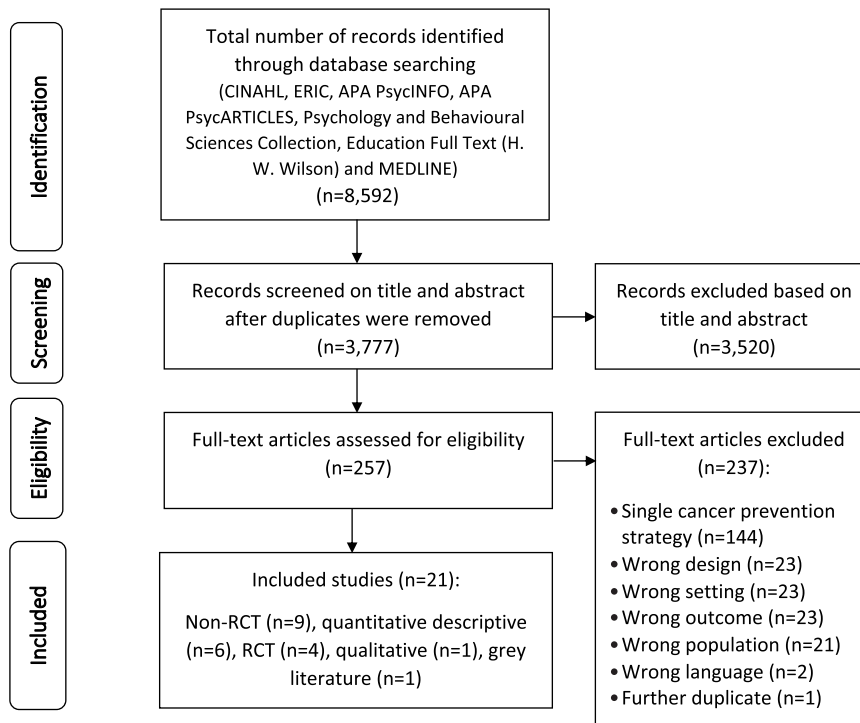 Identification
Total number of records identified
through database searching
(CINAHL, ERIC, APA PsycINFO, APA
PsycARTICLES, Psychology and Behavioural
Sciences Collection, Education Full Text (H.
W. Wilson) and MEDLINE)
(n=8,592)
Screening
Records screened on title and abstract
after duplicates were removed
(n=3,777)
Records excluded based on
title and abstract
(n=3,520)
Eligibility
Full-text articles assessed for eligibility
(n=257)
Full-text articles excluded
(n=237):
•Single cancer prevention
strategy (n=144)
•Wrong design (n=23)
•Wrong setting (n=23)
•Wrong outcome (n=23)
•Wrong population (n=21)
•Wrong language (n=2)
•Further duplicate (n=1)
Included
Included studies (n=21):
Non-RCT (n=9), quantitative descriptive
(n=6), RCT (n=4), qualitative (n=1), grey
literature (n=1)